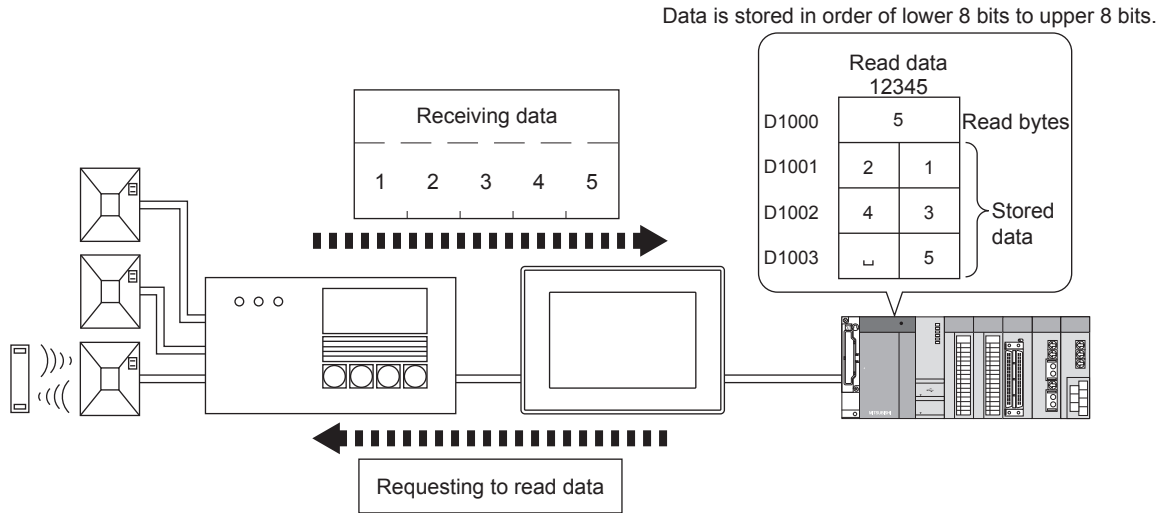 Data is stored in order of lower 8 bits to upper 8 bits.
Read data
12345
D1000 5 Read bytes
D1001 2 1
D1002 4 3
Stored
data
D1003 ␣ 5
Receiving data
1 2 3 4 5
MITSUBISHI
Requesting to read data